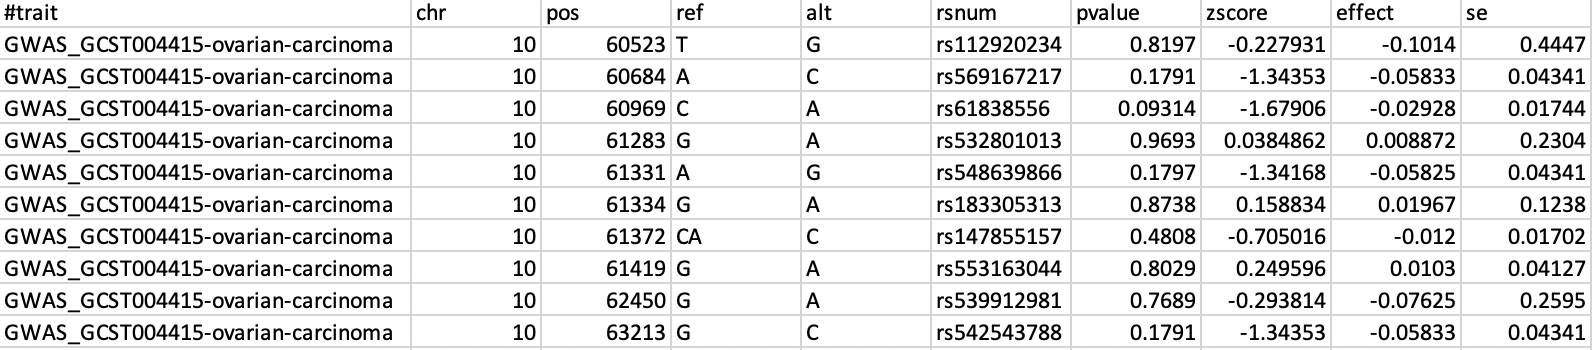 #trait chr pos ref alt rsnum pvalue zscore effect se
GWAS_GCST004415-ovarian-carcinoma 10 60523 T G rs112920234 0.8197 -0.227931 -0.1014 0.4447
GWAS_GCST004415-ovarian-carcinoma 10 60684 A C rs569167217 0.1791 -1.34353 -0.05833 0.04341
GWAS_GCST004415-ovarian-carcinoma 10 60969 C A rs61838556 0.09314 -1.67906 -0.02928 0.01744
GWAS_GCST004415-ovarian-carcinoma 10 61283 G A rs532801013 0.9693 0.0384862 0.008872 0.2304
GWAS_GCST004415-ovarian-carcinoma 10 61331 A G rs548639866 0.1797 -1.34168 -0.05825 0.04341
GWAS_GCST004415-ovarian-carcinoma 10 61334 G A rs183305313 0.8738 0.158834 0.01967 0.1238
GWAS_GCST004415-ovarian-carcinoma 10 61372 CA C rs147855157 0.4808 -0.705016 -0.012 0.01702
GWAS_GCST004415-ovarian-carcinoma 10 61419 G A rs553163044 0.8029 0.249596 0.0103 0.04127
GWAS_GCST004415-ovarian-carcinoma 10 62450 G A rs539912981 0.7689 -0.293814 -0.07625 0.2595
GWAS_GCST004415-ovarian-carcinoma 10 63213 G C rs542543788 0.1791 -1.34353 -0.05833 0.04341